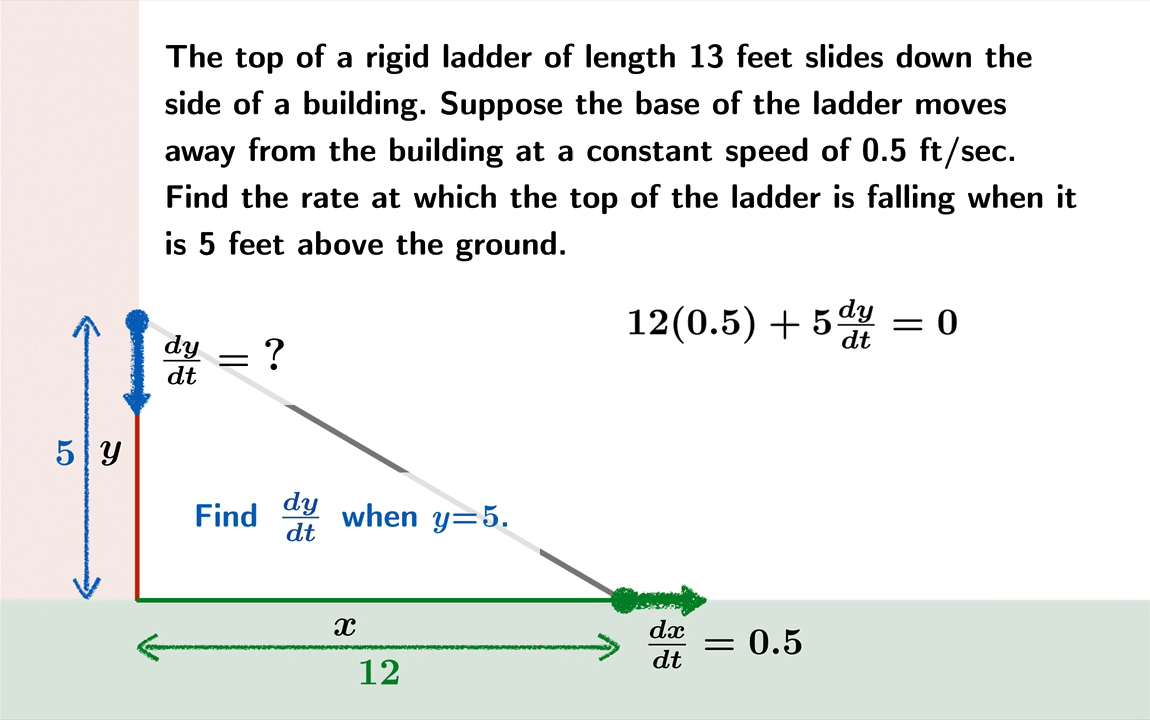 The top of a rigid ladder of length 13 feet slides down the
side of a building. Suppose the base of the ladder moves
away from the building at a constant speed of 0.5 ft/sec.
Find the rate at which the top of the ladder is falling when it
is 5 feet above the ground.
12(0.5) + 5 dy/dt = 0
dy/dt = ?
5 y
Find dy/dt when y=5.
x
dx/dt = 0.5
12